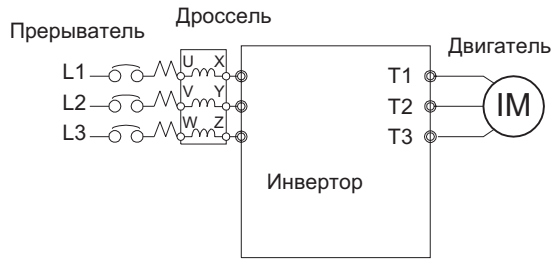 Прерыватель
Дроссель
Двигатель
L1
U X
T1
L2
V Y
T2
IM
L3
W Z
T3
Инвертор